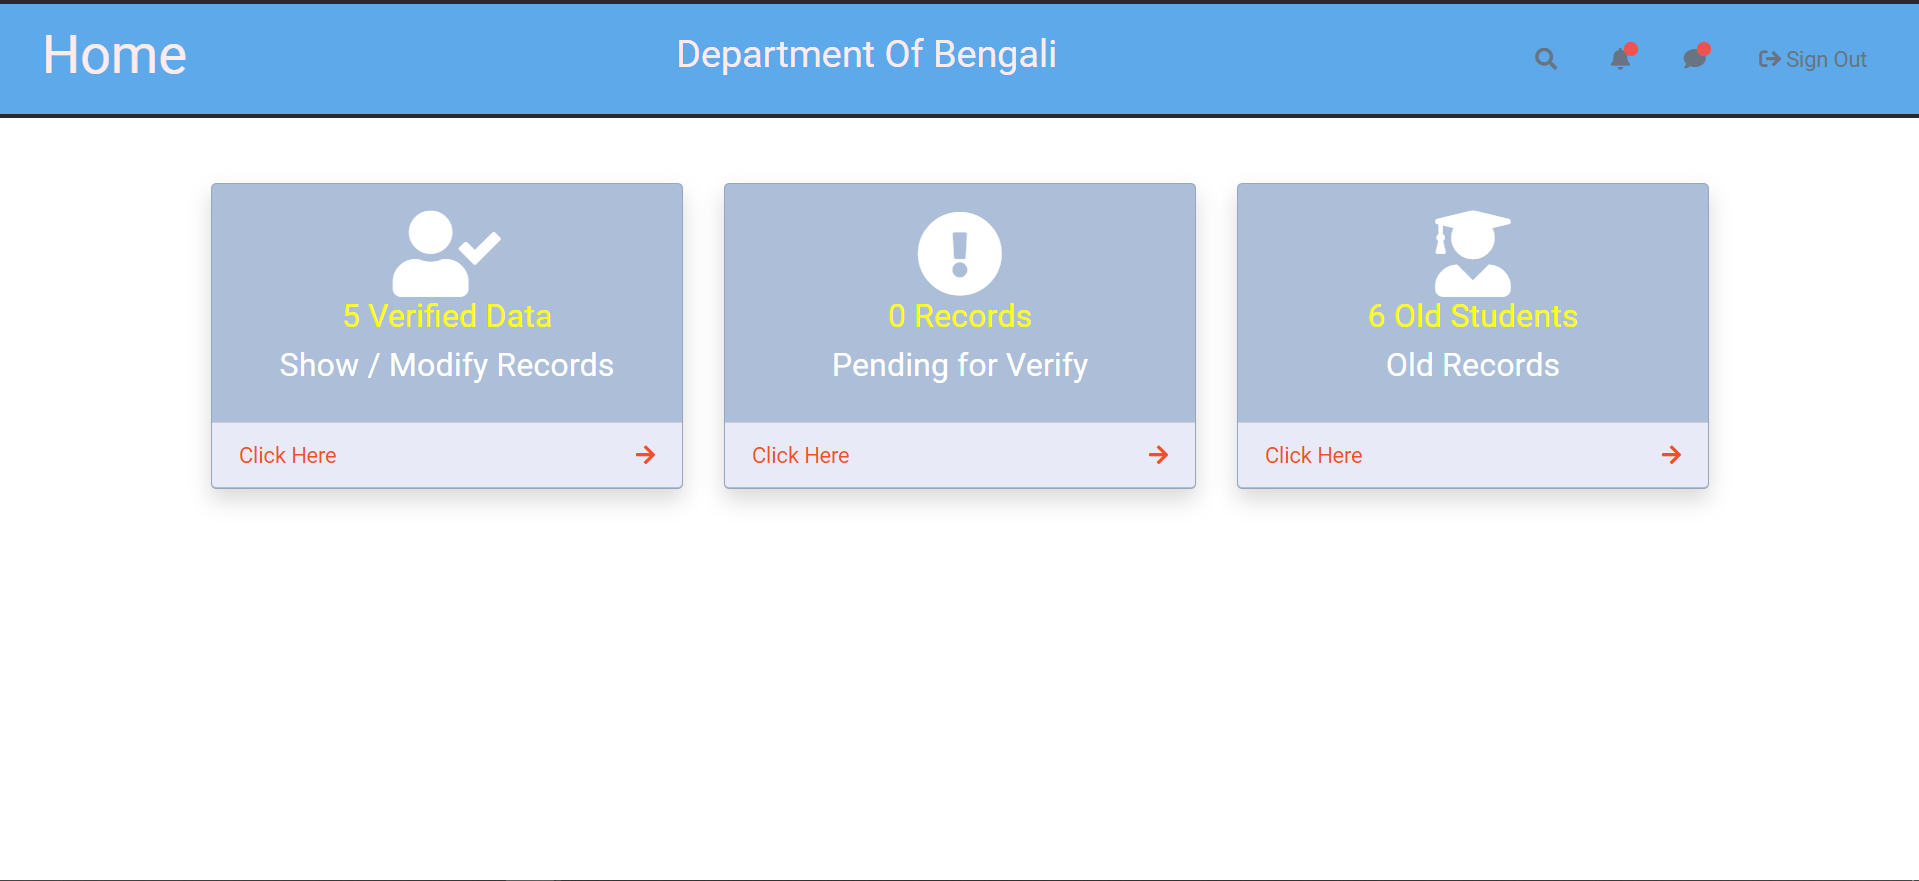 Home
Department Of Bengali
Sign Out
5 Verified Data
Show / Modify Records
Click Here
0 Records
Pending for Verify
Click Here
6 Old Students
Old Records
Click Here